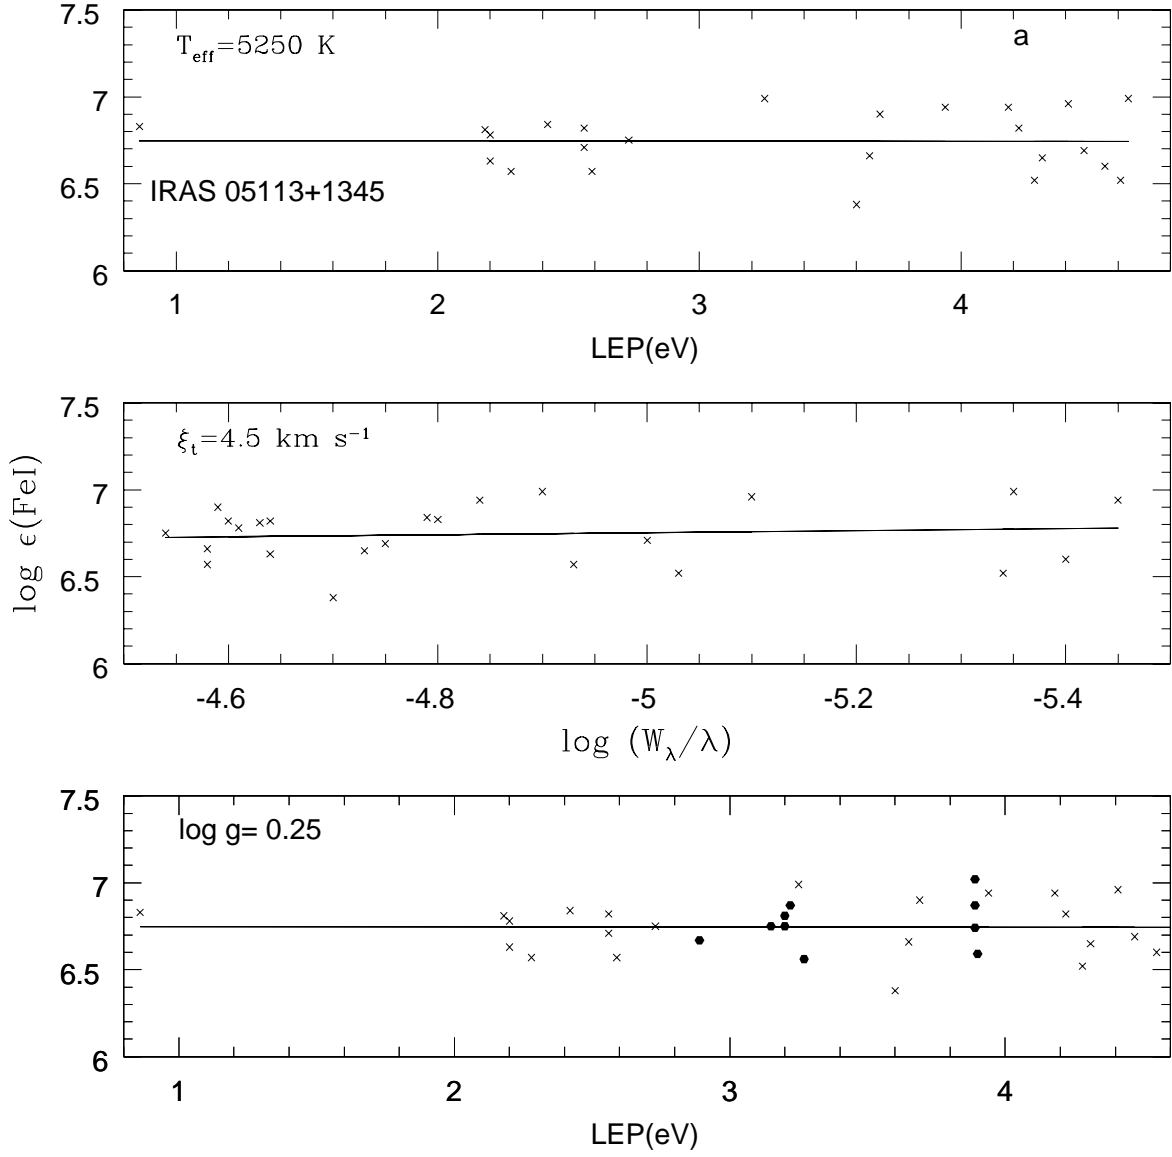 7.5
T_eff=5250 K
a
7
6.5
IRAS 05113+1345
6
1 2 3 4
LEP(eV)
7.5
ξ_t=4.5 km s⁻¹
7
log ϵ(FeI)
6.5
6
-4.6 -4.8 -5 -5.2 -5.4
log (W_λ/λ)
7.5
log g= 0.25
7
6.5
6
1 2 3 4
LEP(eV)